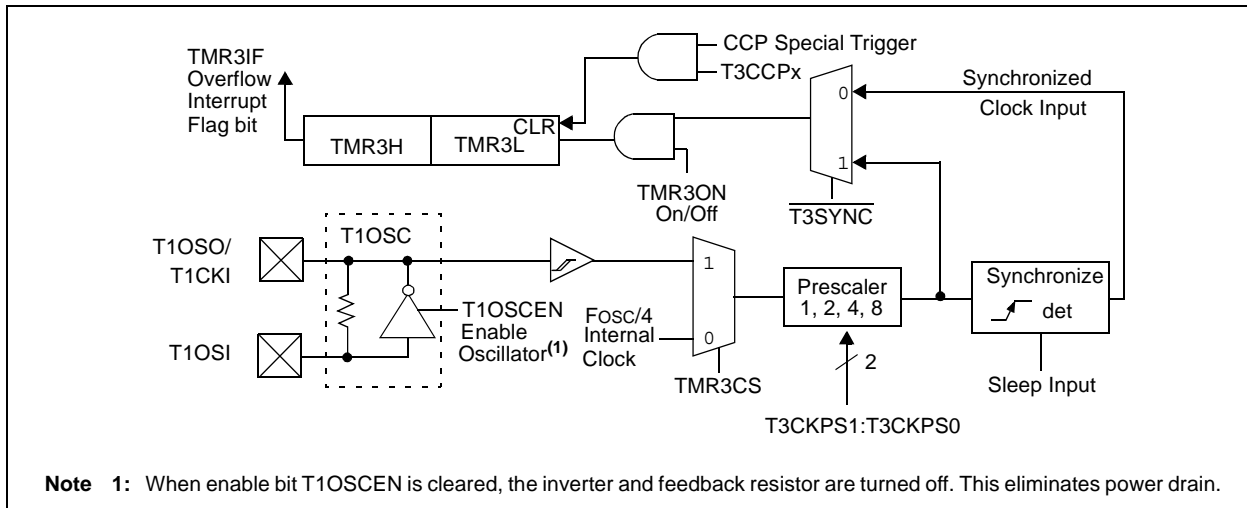 CCP Special Trigger
T3CCPx
TMR3IF
Overflow
Interrupt
Flag bit
TMR3H
TMR3L
CLR
TMR3ON
On/Off
0
1
T3SYNC
Synchronized
Clock Input
T1OSO/
T1CKI
T1OSI
T1OSC
T1OSCEN
Enable
Oscillator(1)
FOSC/4
Internal
Clock
1
0
TMR3CS
Prescaler
1, 2, 4, 8
2
T3CKPS1:T3CKPS0
Synchronize
det
Sleep Input
Note 1: When enable bit T1OSCEN is cleared, the inverter and feedback resistor are turned off. This eliminates power drain.